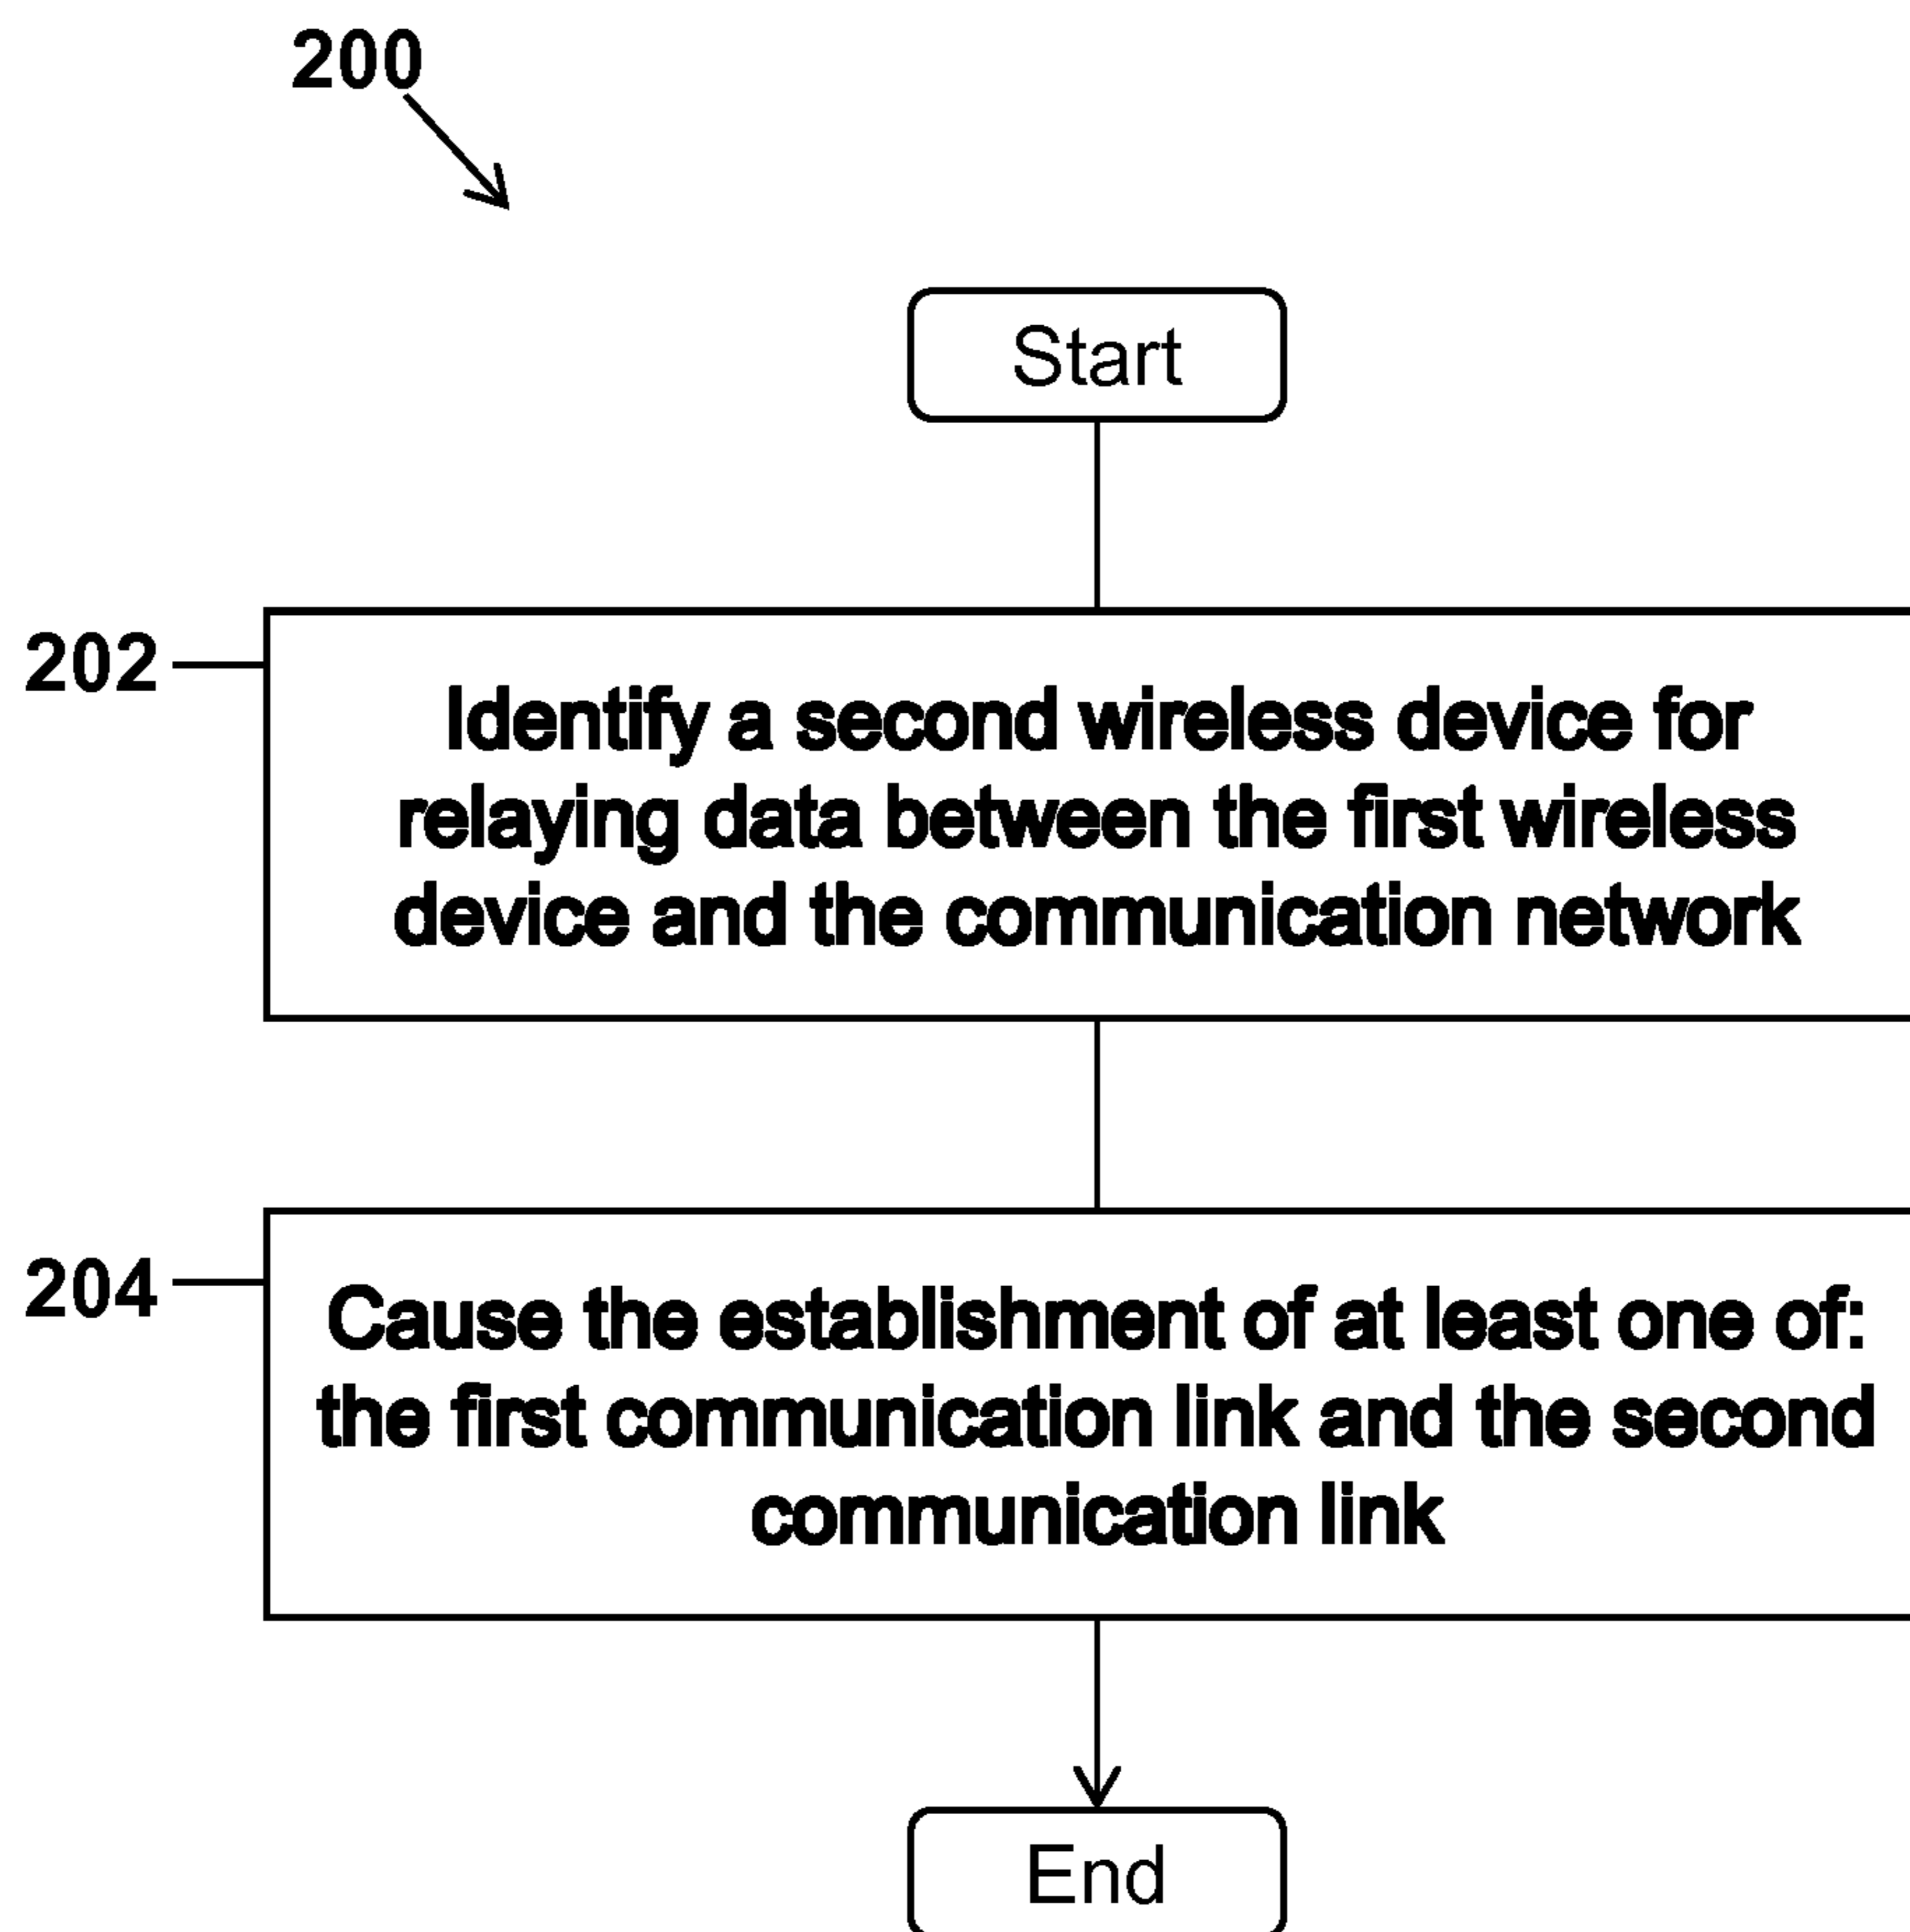 200
Start
202
Identify a second wireless device for
relaying data between the first wireless
device and the communication network
204
Cause the establishment of at least one of:
the first communication link and the second
communication link
End